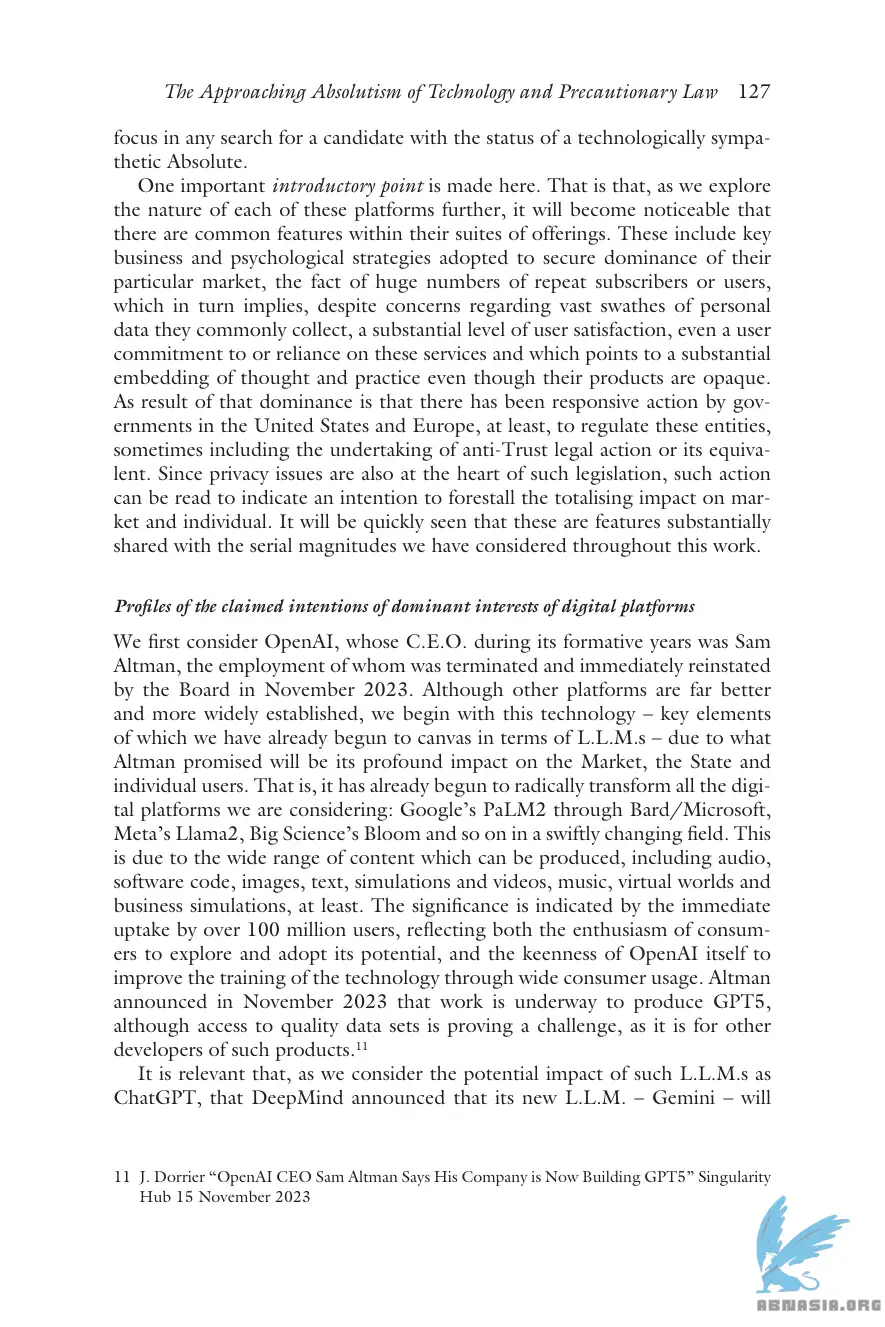 The Approaching Absolutism of Technology and Precautionary Law 127
focus in any search for a candidate with the status of a technologically sympa-
thetic Absolute.
One important introductory point is made here. That is that, as we explore
the nature of each of these platforms further, it will become noticeable that
there are common features within their suites of offerings. These include key
business and psychological strategies adopted to secure dominance of their
particular market, the fact of huge numbers of repeat subscribers or users,
which in turn implies, despite concerns regarding vast swathes of personal
data they commonly collect, a substantial level of user satisfaction, even a user
commitment to or reliance on these services and which points to a substantial
embedding of thought and practice even though their products are opaque.
As result of that dominance is that there has been responsive action by gov-
ernments in the United States and Europe, at least, to regulate these entities,
sometimes including the undertaking of anti-Trust legal action or its equiva-
lent. Since privacy issues are also at the heart of such legislation, such action
can be read to indicate an intention to forestall the totalising impact on mar-
ket and individual. It will be quickly seen that these are features substantially
shared with the serial magnitudes we have considered throughout this work.
Profiles of the claimed intentions of dominant interests of digital platforms
We first consider OpenAI, whose C.E.O. during its formative years was Sam
Altman, the employment of whom was terminated and immediately reinstated
by the Board in November 2023. Although other platforms are far better
and more widely established, we begin with this technology – key elements
of which we have already begun to canvas in terms of L.L.M.s – due to what
Altman promised will be its profound impact on the Market, the State and
individual users. That is, it has already begun to radically transform all the digi-
tal platforms we are considering: Google's PaLM2 through Bard/Microsoft,
Meta's Llama2, Big Science's Bloom and so on in a swiftly changing field. This
is due to the wide range of content which can be produced, including audio,
software code, images, text, simulations and videos, music, virtual worlds and
business simulations, at least. The significance is indicated by the immediate
uptake by over 100 million users, reflecting both the enthusiasm of consum-
ers to explore and adopt its potential, and the keenness of OpenAI itself to
improve the training of the technology through wide consumer usage. Altman
announced in November 2023 that work is underway to produce GPT5,
although access to quality data sets is proving a challenge, as it is for other
developers of such products.11
It is relevant that, as we consider the potential impact of such L.L.M.s as
ChatGPT, that DeepMind announced that its new L.L.M. – Gemini – will
11 J. Dorrier “OpenAI CEO Sam Altman Says His Company is Now Building GPT5” Singularity
Hub 15 November 2023
ABNASIA.ORG